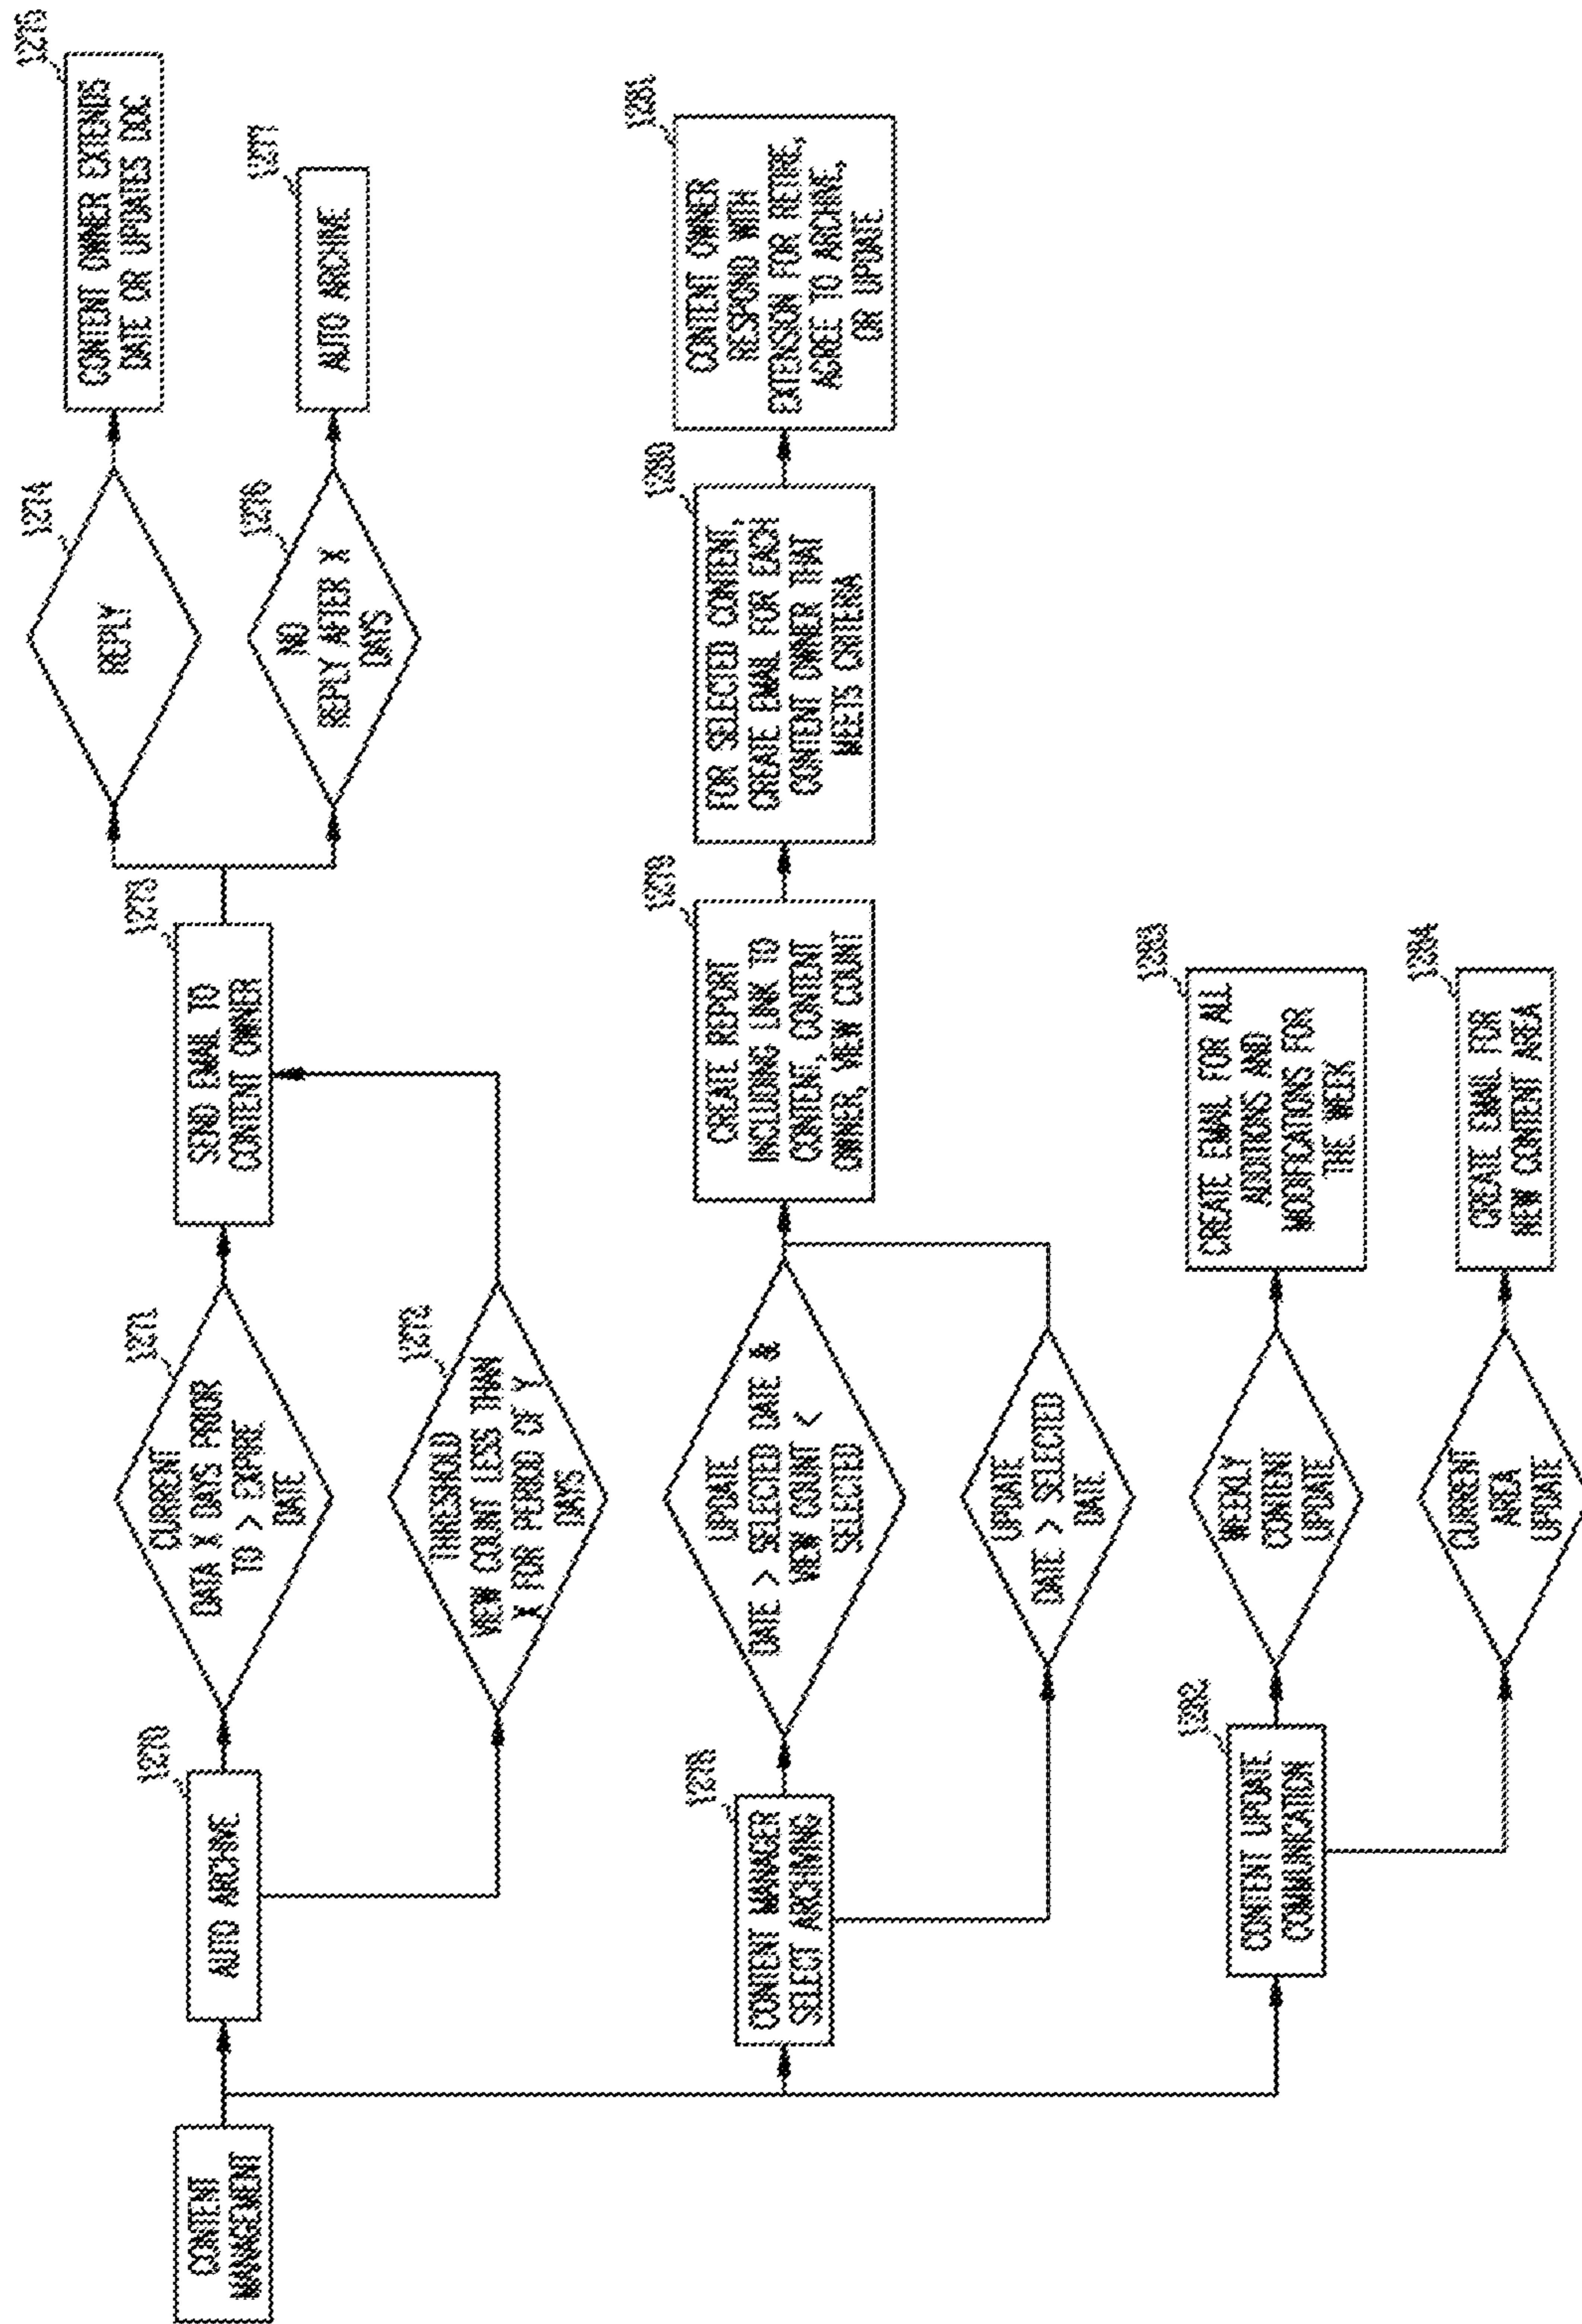 CONTENT
MANAGEMENT
1270
AUTO ARCHIVE
1271
CURRENT
DATA X DAYS PRIOR
TO > EXPIRE
DATE
1272
THRESHOLD
VIEW COUNT LESS THAN
X FOR PERIOD OF Y
DAYS
1273
SEND EMAIL TO
CONTENT OWNER
1274
REPLY
1275
CONTENT OWNER EXTENDS
DATE OR UPDATES DOC
1276
NO
REPLY AFTER X
DAYS
1277
AUTO ARCHIVE
1278
CONTENT MANAGER
SELECT ARCHIVING
UPDATE
DATE > SELECTED DATE &
VIEW COUNT <
SELECTED
UPDATE
DATE > SELECTED
DATE
1279
CREATE REPORT
INCLUDING LINK TO
CONTENT, CONTENT
OWNER, VIEW COUNT
1280
FOR SELECTED CONTENT,
CREATE EMAIL FOR EACH
CONTENT OWNER THAT
MEETS CRITERIA
1281
CONTENT OWNER
RESPOND WITH
EXTENSION FOR RETIRE,
AGREE TO ARCHIVE,
OR UPDATE
1282
CONTENT UPDATE
COMMUNICATION
WEEKLY
CONTENT
UPDATE
1283
CREATE EMAIL FOR ALL
ADDITIONS AND
MODIFICATIONS FOR
THE WEEK
CURRENT
AREA
UPDATE
1284
CREATE EMAIL FOR
NEW CONTENT AREA